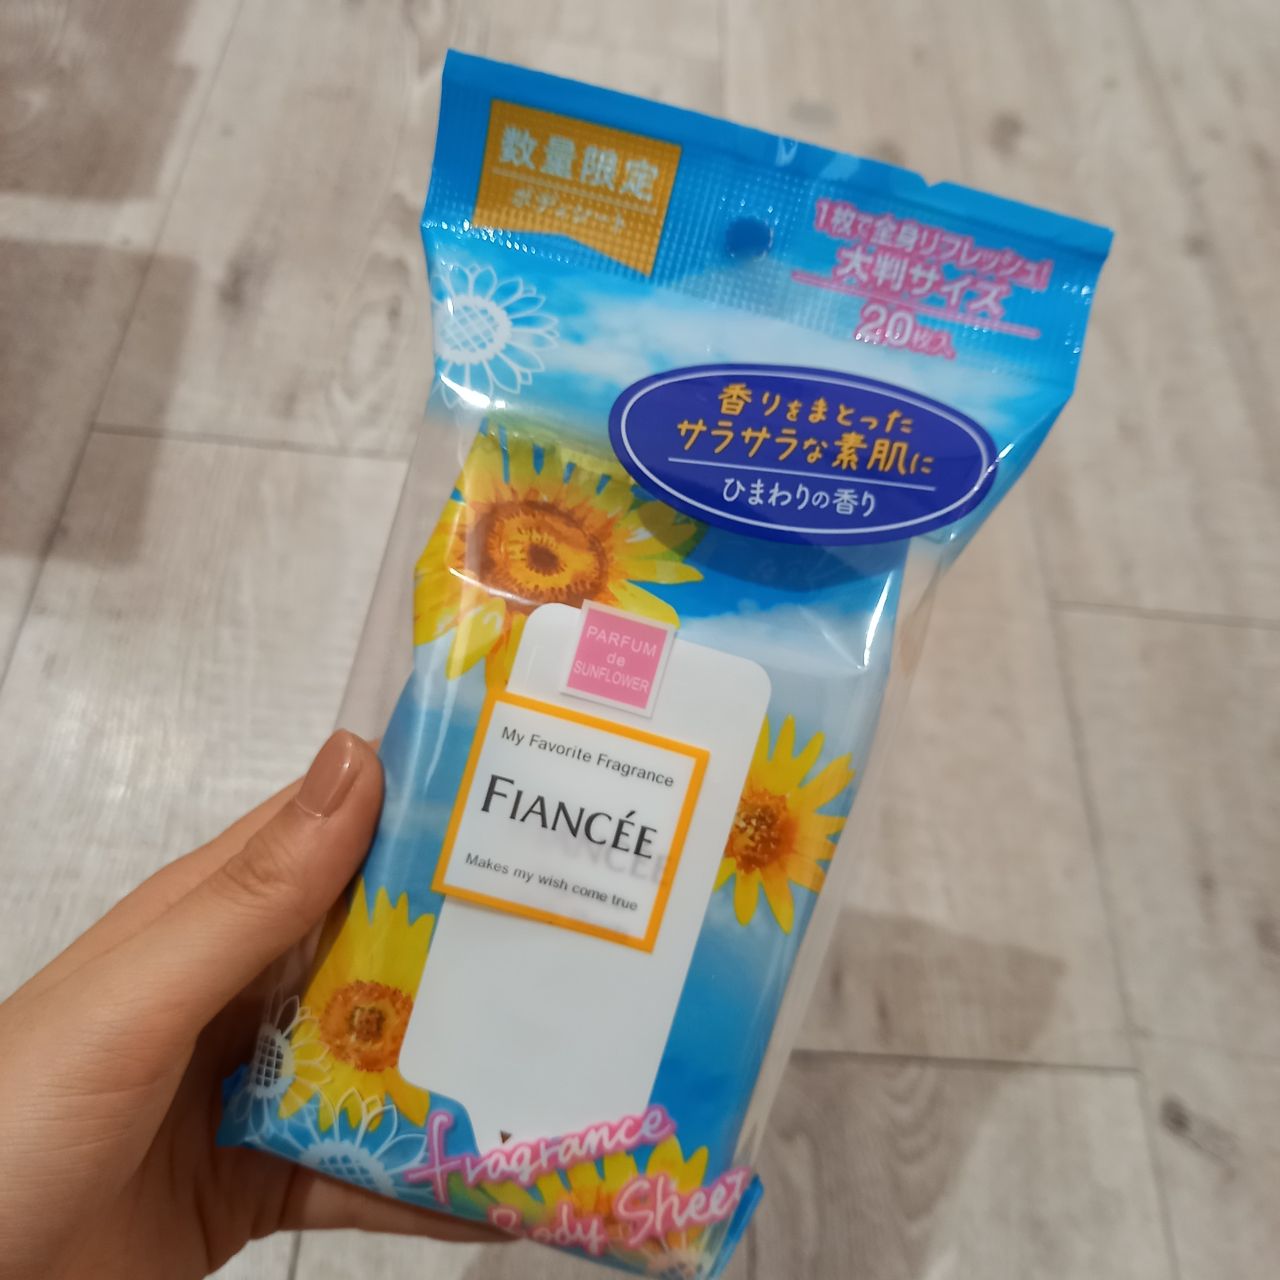 数量限定
ボディシート
1枚で全身リフレッシュ!
大判サイズ
20枚入
香りをまとった
サラサラな素肌に
ひまわりの香り
PARFUM
de
SUNFLOWER
My Favorite Fragrance
FIANCÉE
Makes my wish come true
fragrance
Body Sheet